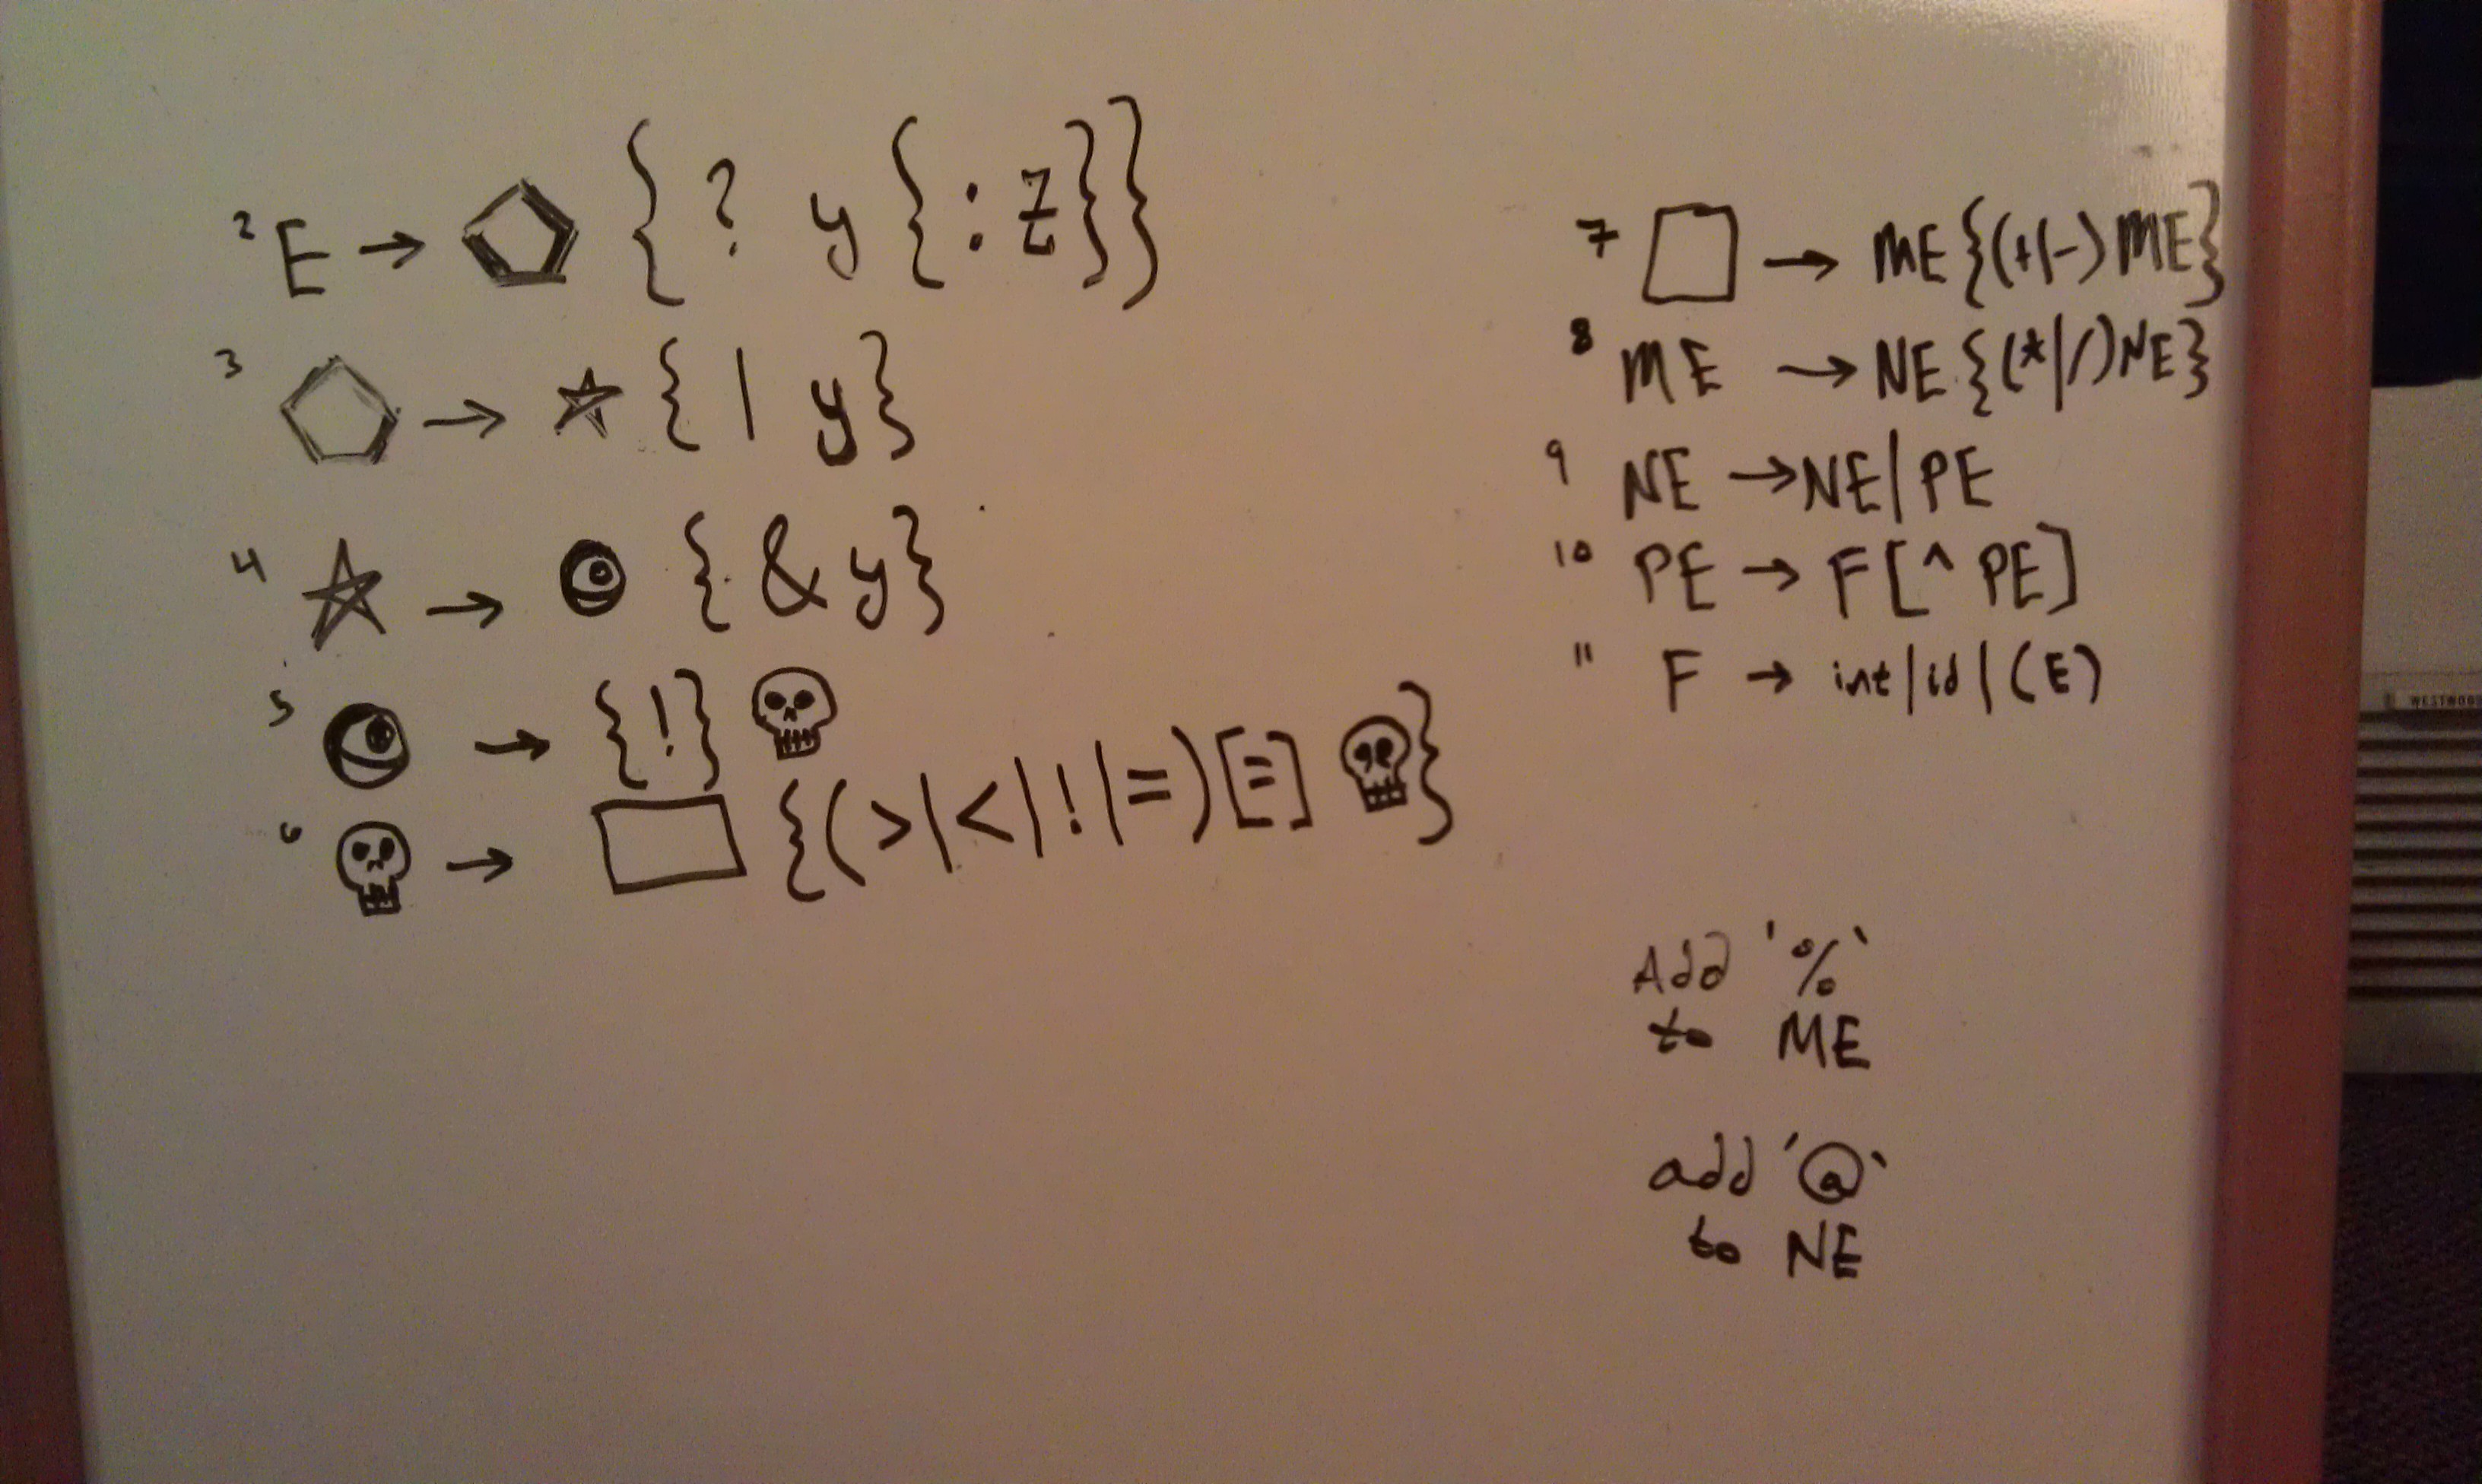 2 E → ⬠ { ? y { : z } }
3 ⬠ → ☆ { | y }
4 ☆ → 👁 { & y }
5 👁 → { ! } 💀
6 💀 → ▭ { ( > | < | ! | = ) [ = ] 💀 }
7 □ → ME { (+|-) ME }
8 ME → NE { (*|/) NE }
9 NE → NE | PE
10 PE → F [ ^ PE ]
11 F → int | id | (E)
Add '%`
to ME
add '@`
to NE
WESTWOOD